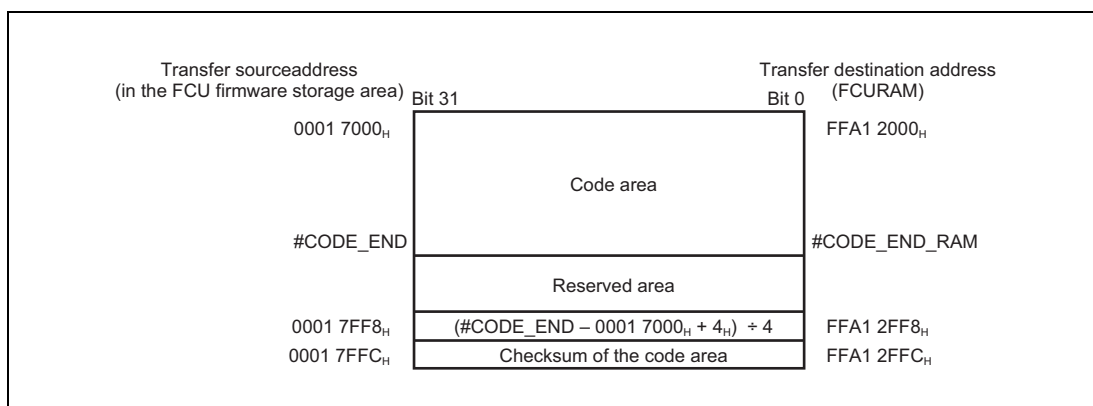 Transfer sourceaddress
(in the FCU firmware storage area)
Transfer destination address
(FCURAM)
Bit 31
Bit 0
0001 7000H
FFA1 2000H
Code area
#CODE_END
#CODE_END_RAM
Reserved area
0001 7FF8H
(#CODE_END – 0001 7000H + 4H) ÷ 4
FFA1 2FF8H
0001 7FFCH
Checksum of the code area
FFA1 2FFCH